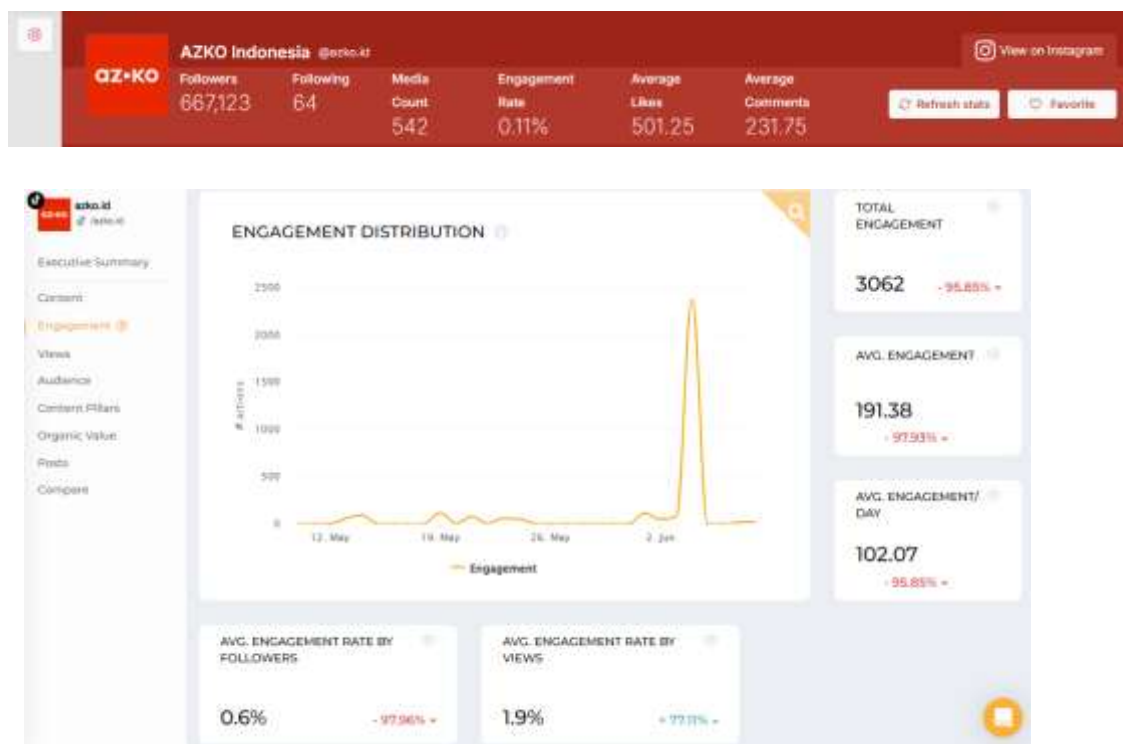 az•ko
AZKO Indonesia @azko.id
View on Instagram
Followers Following Media Count Engagement Rate Average Likes Average Comments
667,123 64 542 0.11% 501.25 231.75
Refresh stats Favorite
azko.id
ENGAGEMENT DISTRIBUTION
Executive Summary
Content
Engagement
Views
Audience
Content Pillars
Organic Value
Posts
Compare
2500
2000
1500
1000
500
0
# actions
12. May 19. May 26. May 2. Jun
Engagement
TOTAL
ENGAGEMENT
3062 - 95.85%
AVG. ENGAGEMENT
191.38
- 97.93%
AVG. ENGAGEMENT/
DAY
102.07
- 95.85%
AVG. ENGAGEMENT RATE BY
FOLLOWERS
0.6% - 97.96%
AVG. ENGAGEMENT RATE BY
VIEWS
1.9%